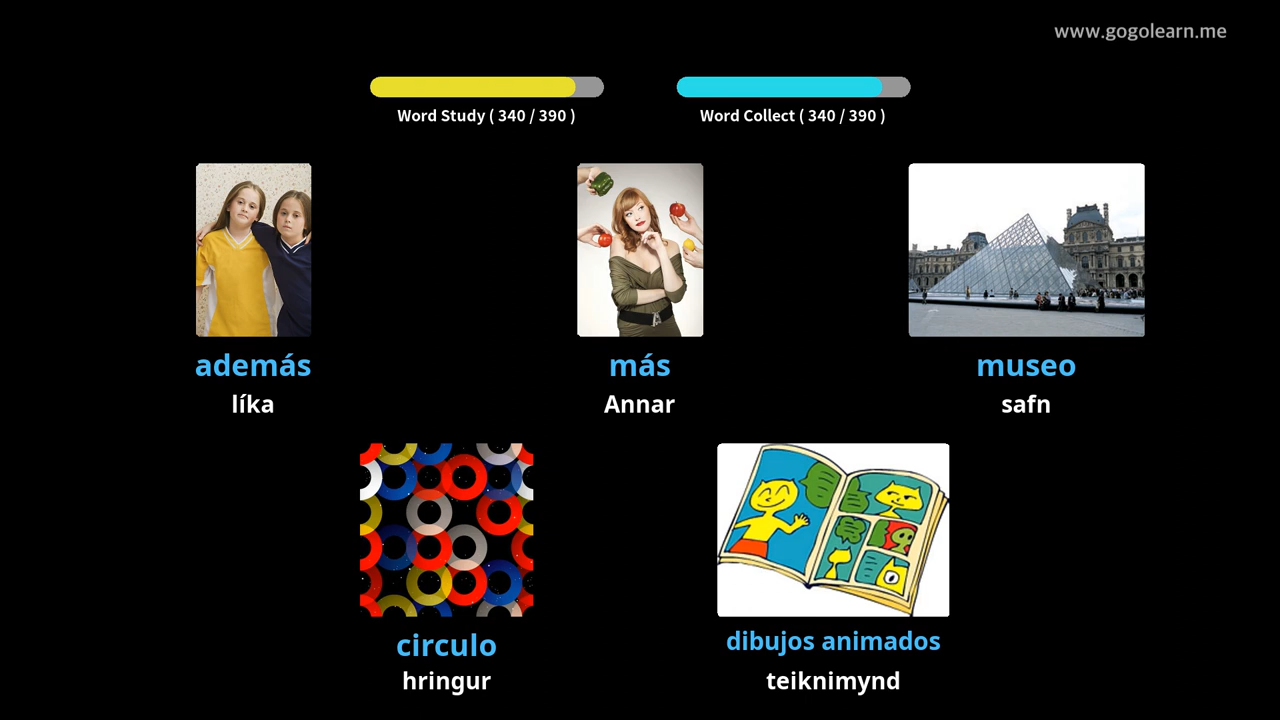 www.gogolearn.me
Word Study ( 340 / 390 )
Word Collect ( 340 / 390 )
además
líka
más
Annar
museo
safn
circulo
hringur
dibujos animados
teiknimynd